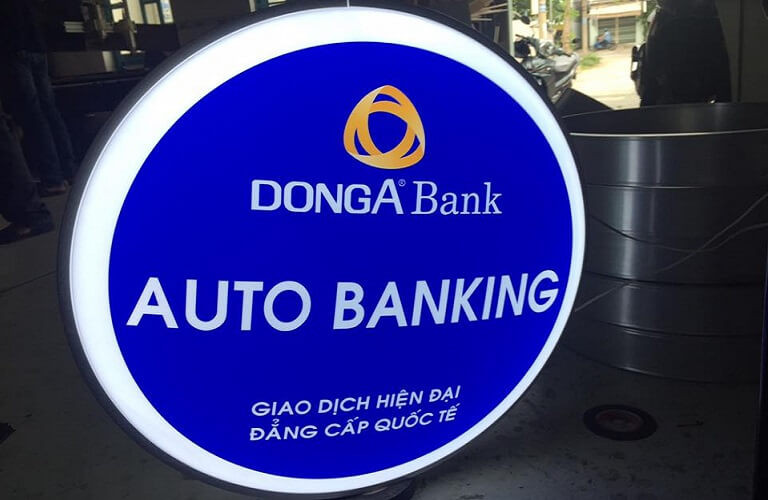 DONGA® Bank
AUTO BANKING
GIAO DỊCH HIỆN ĐẠI
ĐẲNG CẤP QUỐC TẾ